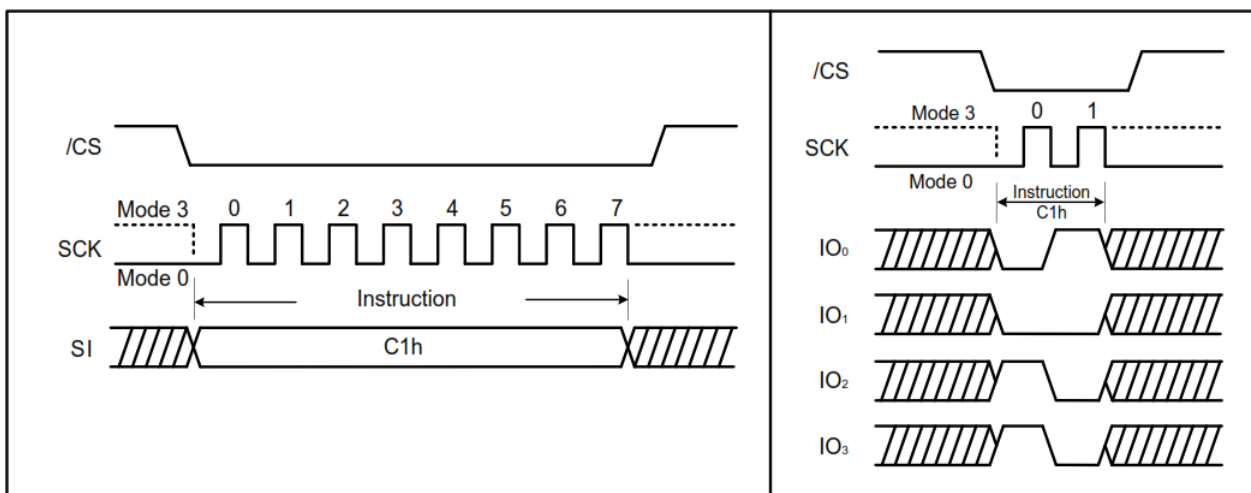 /CS
Mode 3 0 1 2 3 4 5 6 7
SCK
Mode 0
Instruction
SI C1h
/CS
Mode 3 0 1
SCK
Mode 0
Instruction
C1h
IO₀
IO₁
IO₂
IO₃